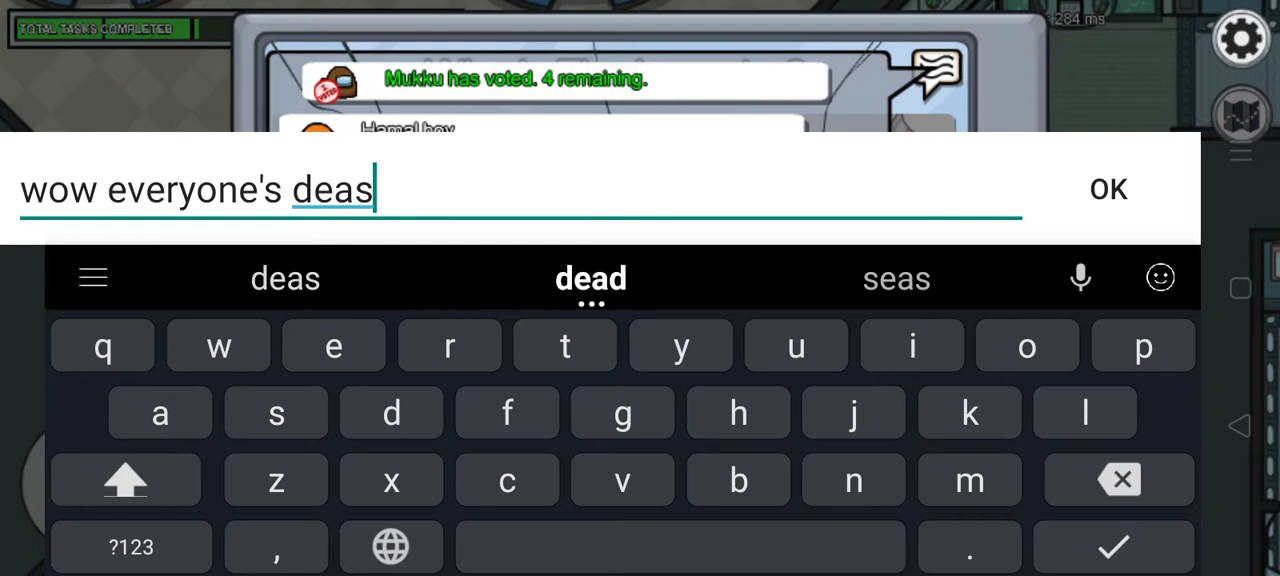 TOTAL TASKS COMPLETED
284 ms
Mukku has voted. 4 remaining.
wow everyone's deas
OK
deas dead seas
q w e r t y u i o p
a s d f g h j k l
z x c v b n m
?123 , .